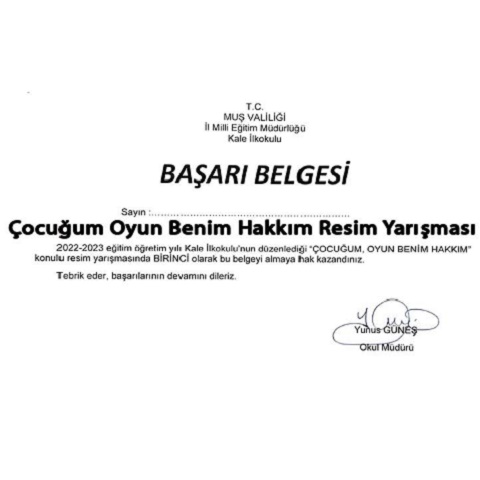 T.C.
MUŞ VALİLİĞİ
İl Milli Eğitim Müdürlüğü
Kale İlkokulu
BAŞARI BELGESİ
Sayın :.......................................................
Çocuğum Oyun Benim Hakkım Resim Yarışması
2022-2023 eğitim öğretim yılı Kale İlkokulu'nun düzenlediği "ÇOCUĞUM, OYUN BENİM HAKKIM"
konulu resim yarışmasında BİRİNCİ olarak bu belgeyi almaya hak kazandınız.
Tebrik eder, başarılarının devamını dileriz.
Yunus GÜNEŞ
Okul Müdürü